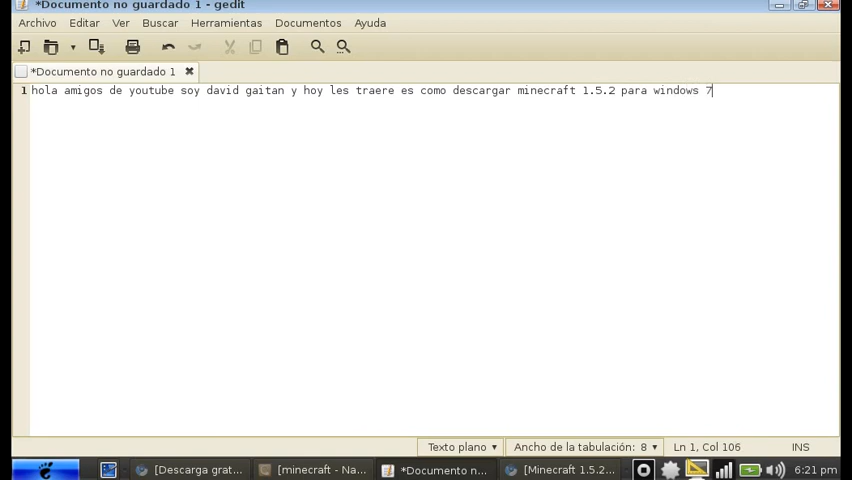 *Documento no guardado 1 - gedit
Archivo Editar Ver Buscar Herramientas Documentos Ayuda
*Documento no guardado 1
1 hola amigos de youtube soy david gaitan y hoy les traere es como descargar minecraft 1.5.2 para windows 7
Texto plano Ancho de la tabulación: 8 Ln 1, Col 106 INS
[Descarga grat... [minecraft - Na... *Documento n... [Minecraft 1.5.2... 6:21 pm